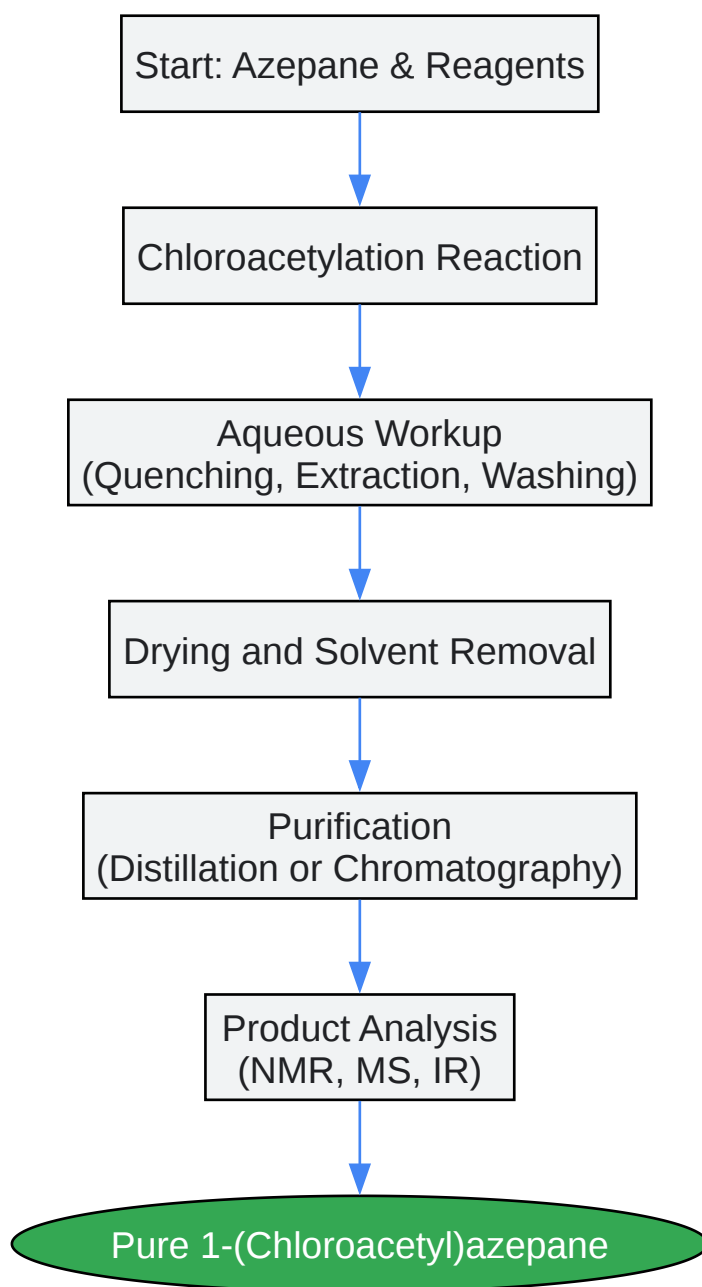 Start: Azepane & Reagents
Chloroacetylation Reaction
Aqueous Workup
(Quenching, Extraction, Washing)
Drying and Solvent Removal
Purification
(Distillation or Chromatography)
Product Analysis
(NMR, MS, IR)
Pure 1-(Chloroacetyl)azepane